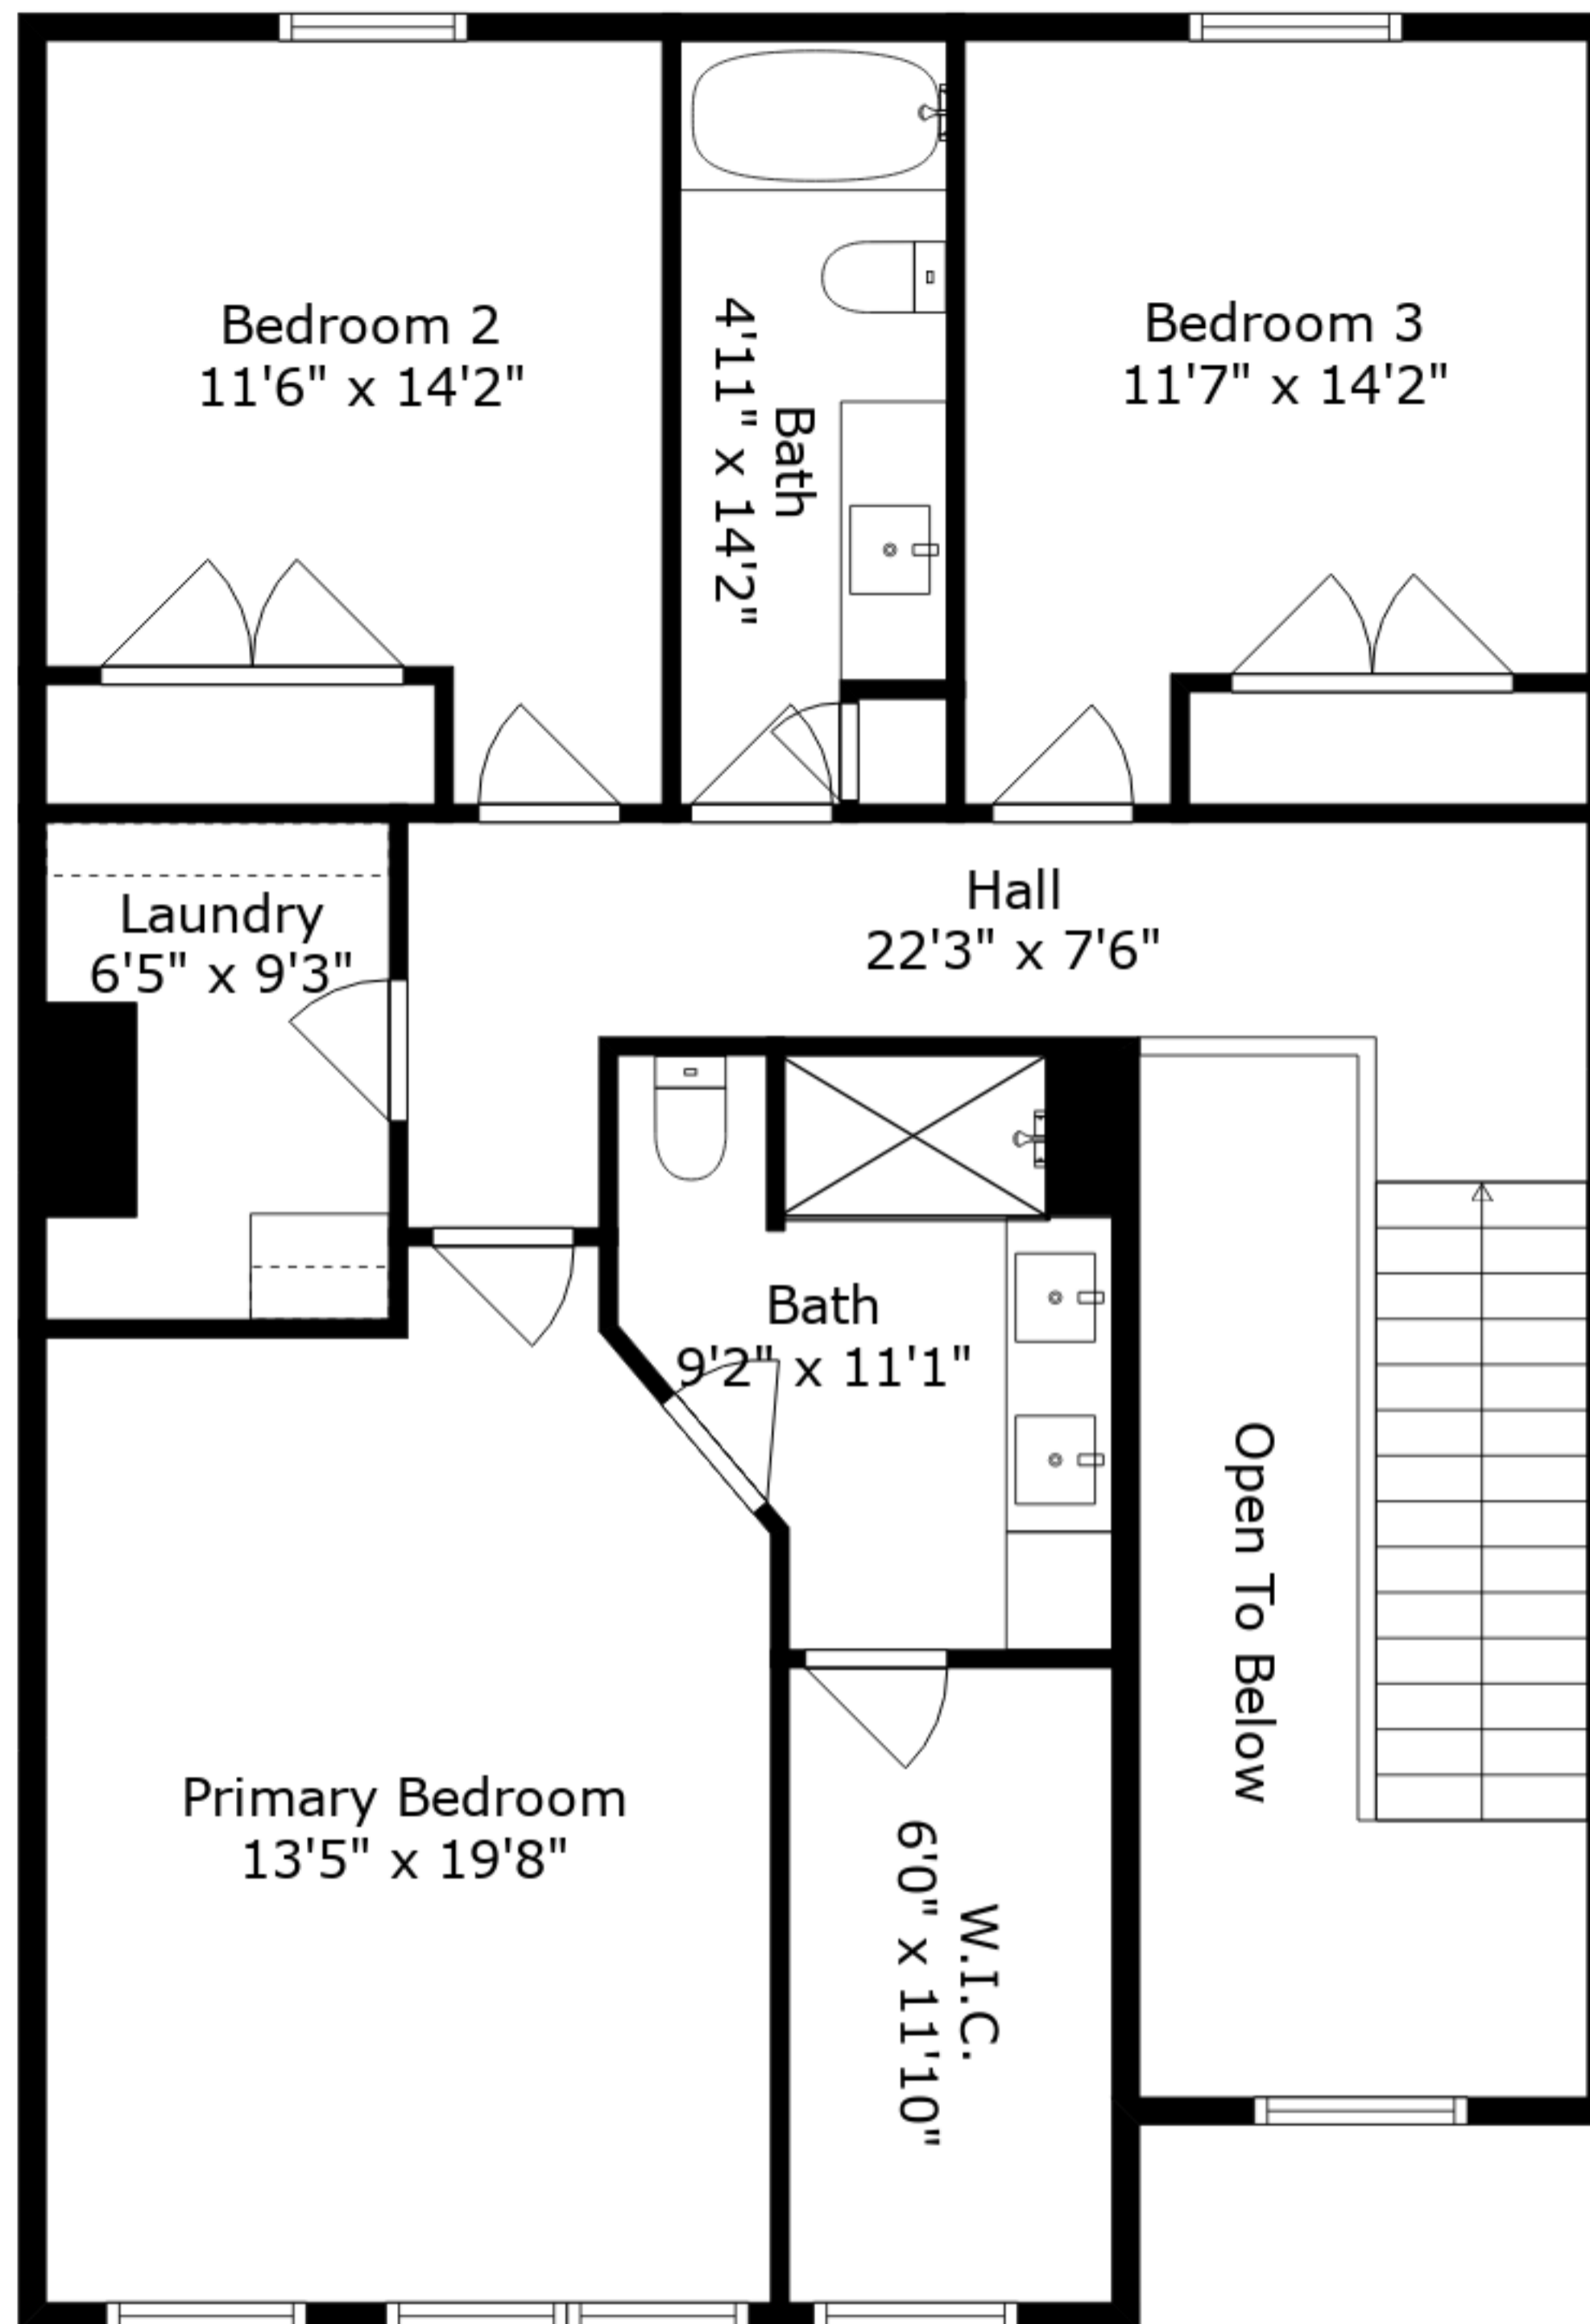 Bedroom 2
11'6" x 14'2"
Bath
4'11" x 14'2"
Bedroom 3
11'7" x 14'2"
Laundry
6'5" x 9'3"
Hall
22'3" x 7'6"
Bath
9'2" x 11'1"
Open To Below
Primary Bedroom
13'5" x 19'8"
W.I.C.
6'0" x 11'10"